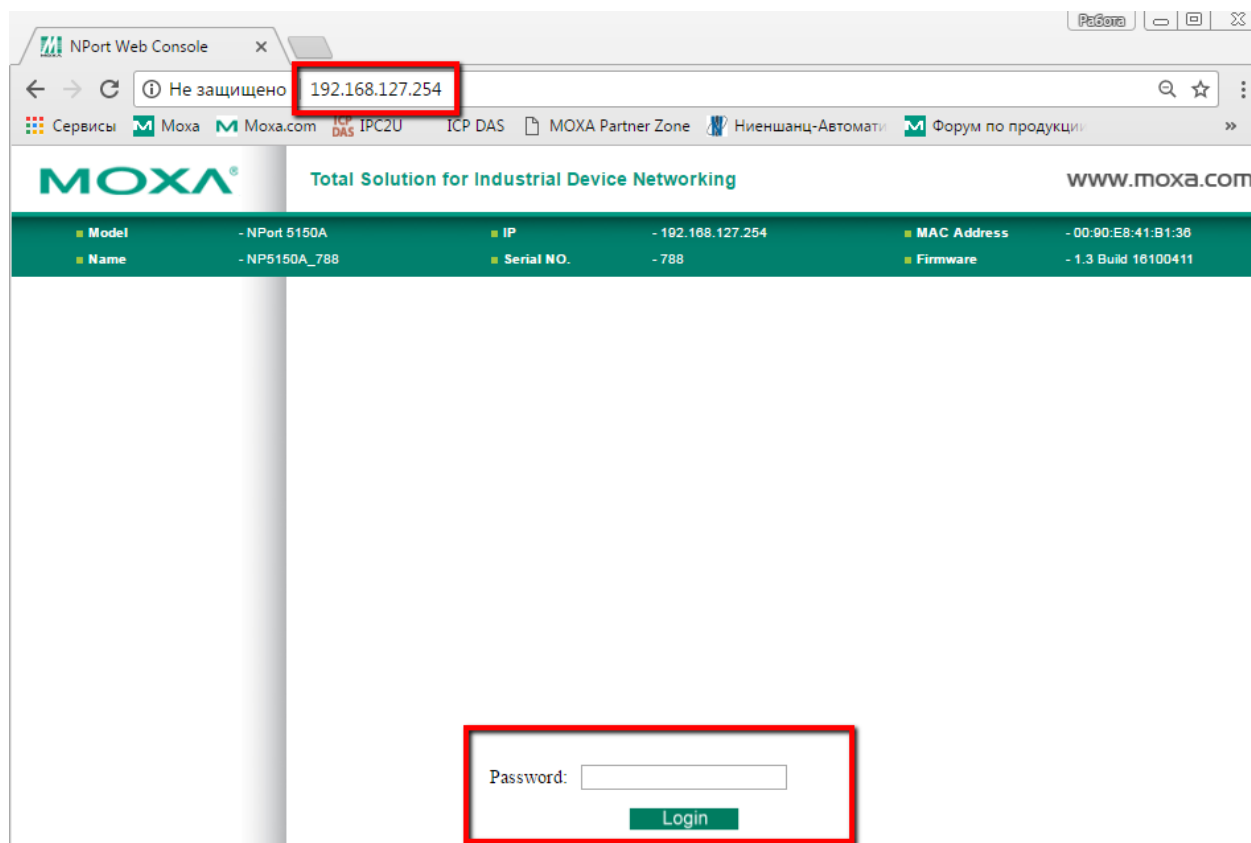 Работа
NPort Web Console
Не защищено 192.168.127.254
Сервисы Moxa Moxa.com ICP DAS IPC2U ICP DAS MOXA Partner Zone Ниеншанц-Автомати Форум по продукции »
MOXA® Total Solution for Industrial Device Networking www.moxa.com
Model - NPort 5150A IP - 192.168.127.254 MAC Address - 00:90:E8:41:B1:36
Name - NP5150A_788 Serial NO. - 788 Firmware - 1.3 Build 16100411
Password:
Login